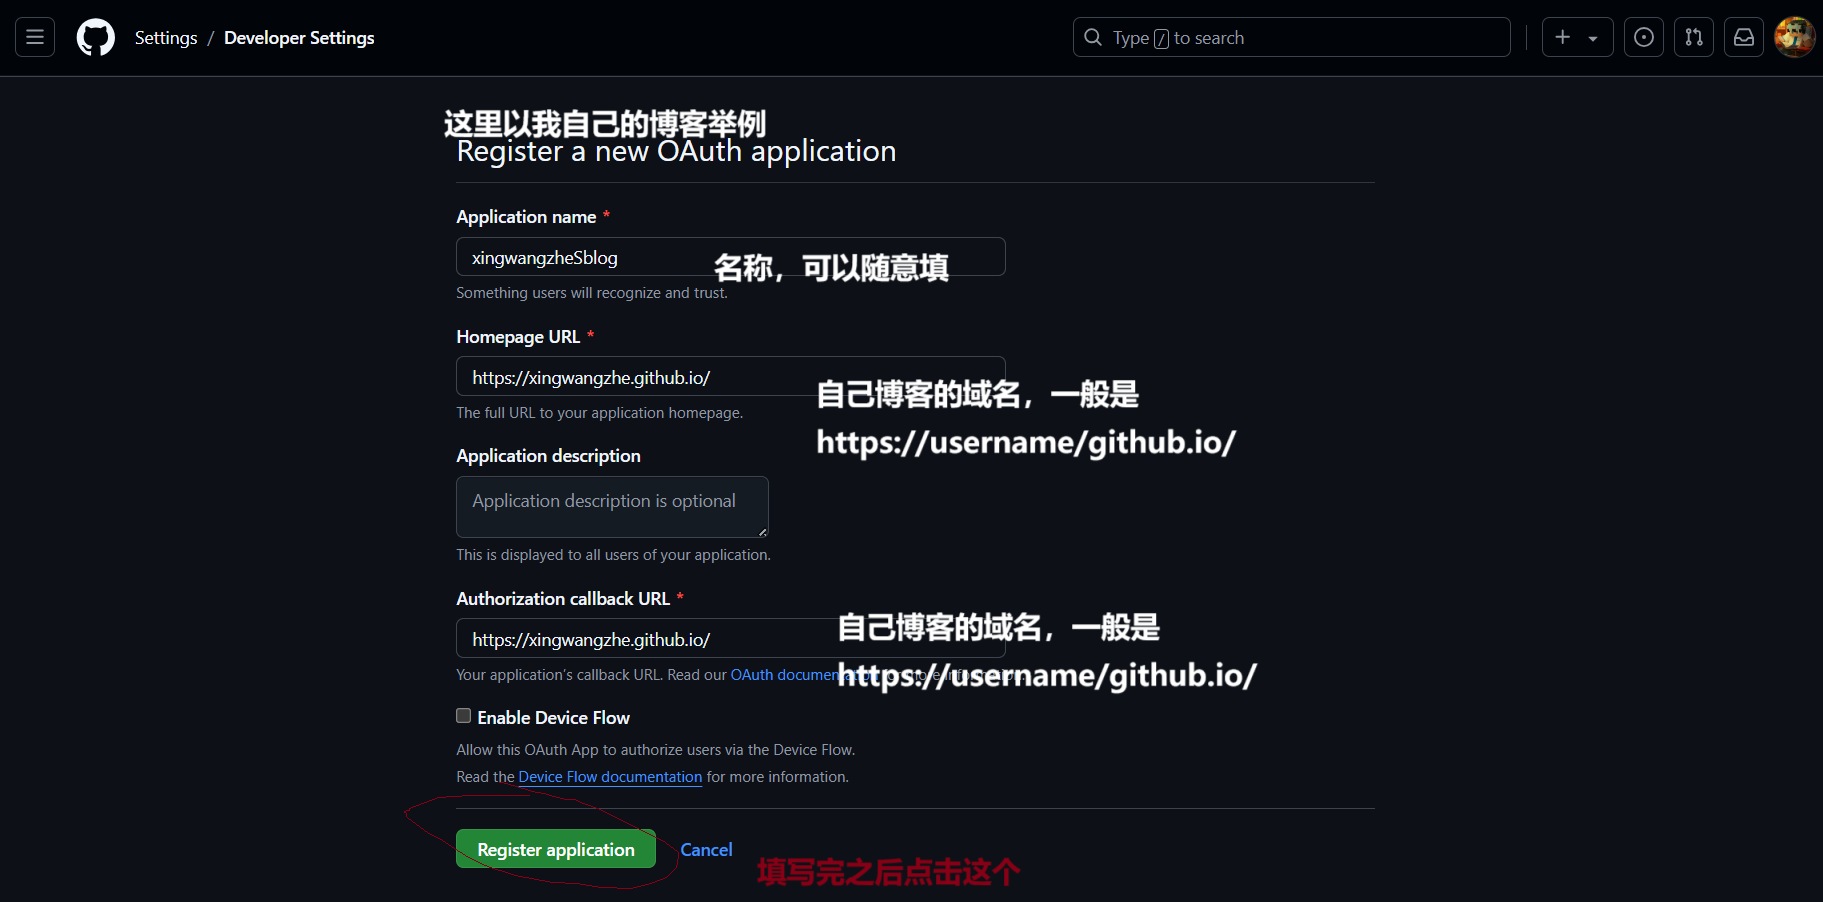 Settings / Developer Settings
Type / to search
这里以我自己的博客举例
Register a new OAuth application
Application name *
xingwangzheSblog
名称，可以随意填
Something users will recognize and trust.
Homepage URL *
https://xingwangzhe.github.io/
自己博客的域名，一般是
https://username/github.io/
The full URL to your application homepage.
Application description
Application description is optional
This is displayed to all users of your application.
Authorization callback URL *
https://xingwangzhe.github.io/
自己博客的域名，一般是
https://username/github.io/
Your application's callback URL. Read our OAuth documentation for more information.
Enable Device Flow
Allow this OAuth App to authorize users via the Device Flow.
Read the Device Flow documentation for more information.
Register application
Cancel
填写完之后点击这个